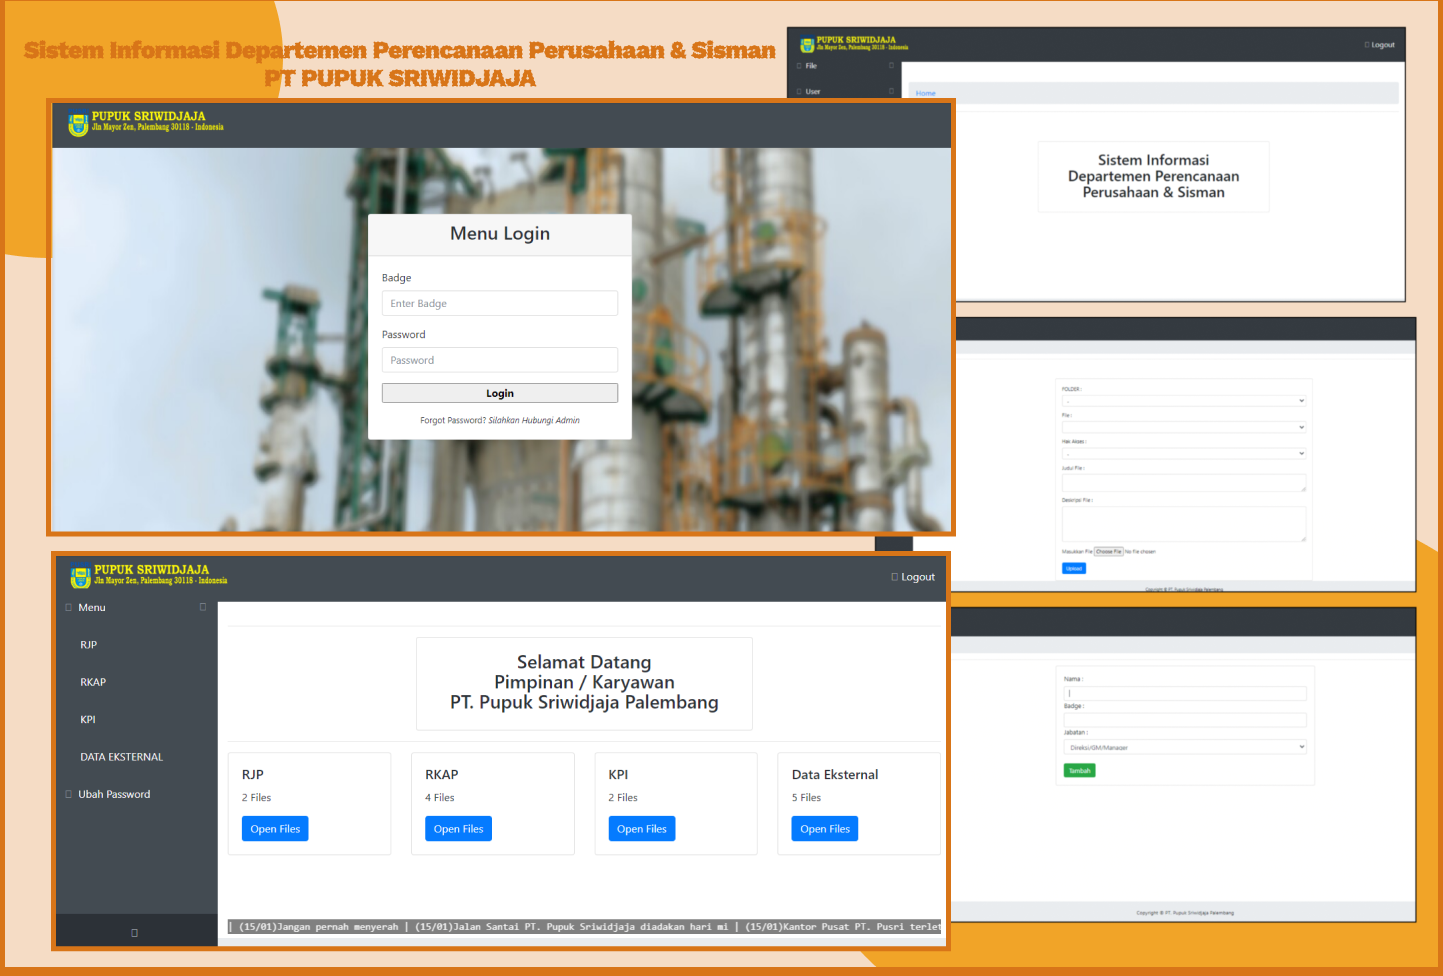 Sistem Informasi Departemen Perencanaan Perusahaan & Sisman
PT PUPUK SRIWIDJAJA
PUPUK SRIWIDJAJA
Jln Mayor Zen, Palembang 30118 - Indonesia
Menu Login
Badge
Enter Badge
Password
Password
Login
Forgot Password? Silahkan Hubungi Admin
PUPUK SRIWIDJAJA
Jln Mayor Zen, Palembang 30118 - Indonesia
Logout
File
User
Home
Sistem Informasi
Departemen Perencanaan
Perusahaan & Sisman
FOLDER :
-
File :
Hak Akses :
-
Judul File :
Deskripsi File :
Masukkan File Choose File No file chosen
Upload
Copyright © PT. Pupuk Sriwidjaja Palembang
PUPUK SRIWIDJAJA
Jln Mayor Zen, Palembang 30118 - Indonesia
Logout
Menu
RJP
RKAP
KPI
DATA EKSTERNAL
Ubah Password
Selamat Datang
Pimpinan / Karyawan
PT. Pupuk Sriwidjaja Palembang
RJP
2 Files
Open Files
RKAP
4 Files
Open Files
KPI
2 Files
Open Files
Data Eksternal
5 Files
Open Files
| (15/01)Jangan pernah menyerah | (15/01)Jalan Santai PT. Pupuk Sriwidjaja diadakan hari mi | (15/01)Kantor Pusat PT. Pusri terlet
Nama :
Badge :
Jabatan :
Direksi/GM/Manager
Tambah
Copyright © PT. Pupuk Sriwidjaja Palembang